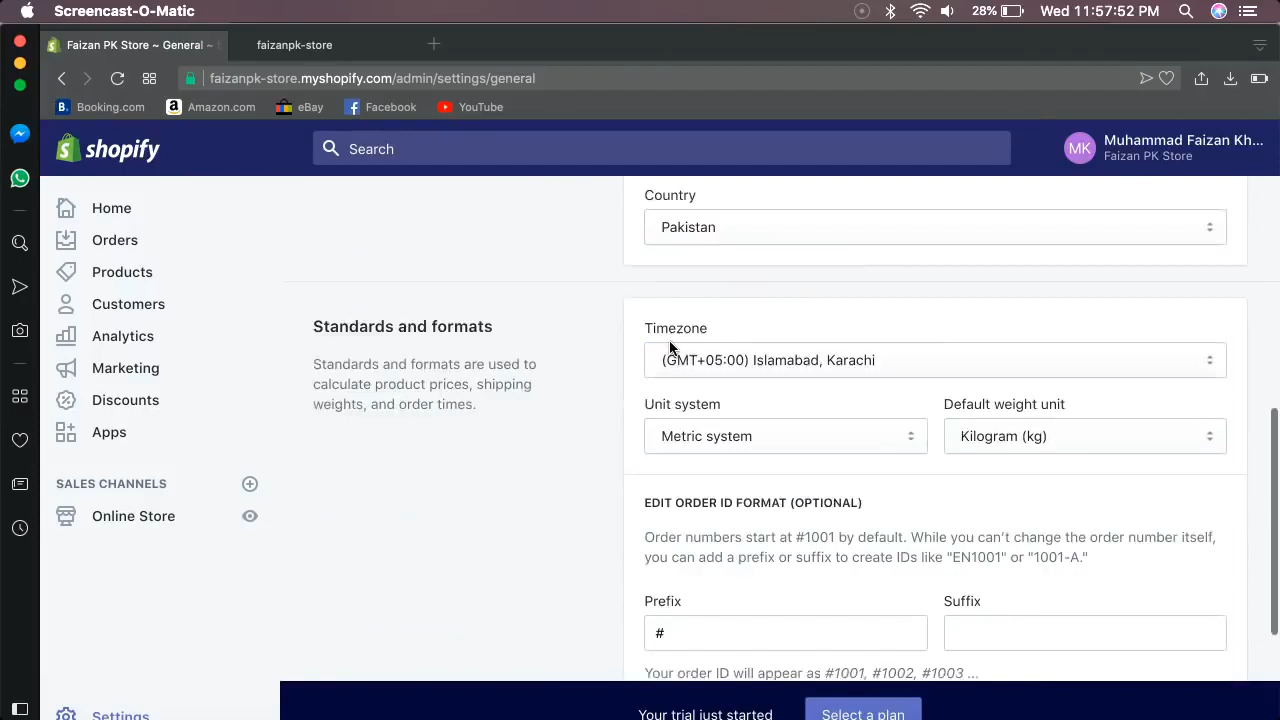 Screencast-O-Matic
28%
Wed 11:57:52 PM
Faizan PK Store ~ General ~
faizanpk-store
faizanpk-store.myshopify.com/admin/settings/general
B.
Booking.com
a
Amazon.com
eBay
Facebook
YouTube
shopify
Search
MK
Muhammad Faizan Kh...
Faizan PK Store
Home
Orders
Products
Customers
Analytics
Marketing
Discounts
Apps
SALES CHANNELS
Online Store
Settings
Country
Pakistan
Standards and formats
Standards and formats are used to
calculate product prices, shipping
weights, and order times.
Timezone
(GMT+05:00) Islamabad, Karachi
Unit system
Default weight unit
Metric system
Kilogram (kg)
EDIT ORDER ID FORMAT (OPTIONAL)
Order numbers start at #1001 by default. While you can’t change the order number itself,
you can add a prefix or suffix to create IDs like "EN1001" or "1001-A."
Prefix
Suffix
#
Your order ID will appear as #1001, #1002, #1003 ...
Your trial just started
Select a plan